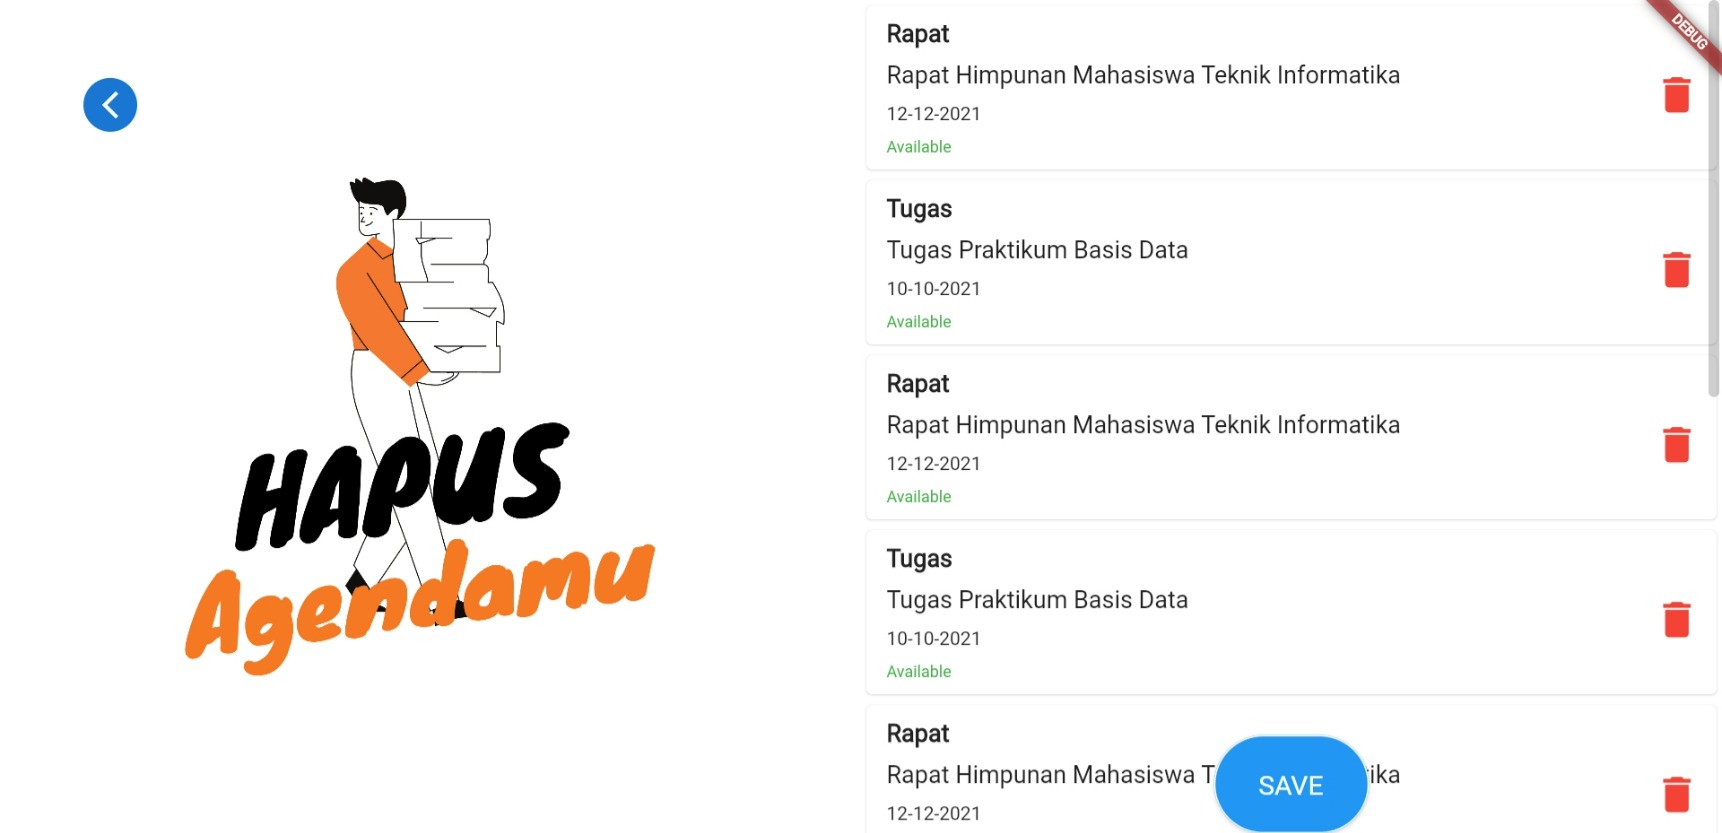 HAPUS
Agendamu
DEBUG
Rapat
Rapat Himpunan Mahasiswa Teknik Informatika
12-12-2021
Available
Tugas
Tugas Praktikum Basis Data
10-10-2021
Available
Rapat
Rapat Himpunan Mahasiswa Teknik Informatika
12-12-2021
Available
Tugas
Tugas Praktikum Basis Data
10-10-2021
Available
Rapat
Rapat Himpunan Mahasiswa
12-12-2021
SAVE